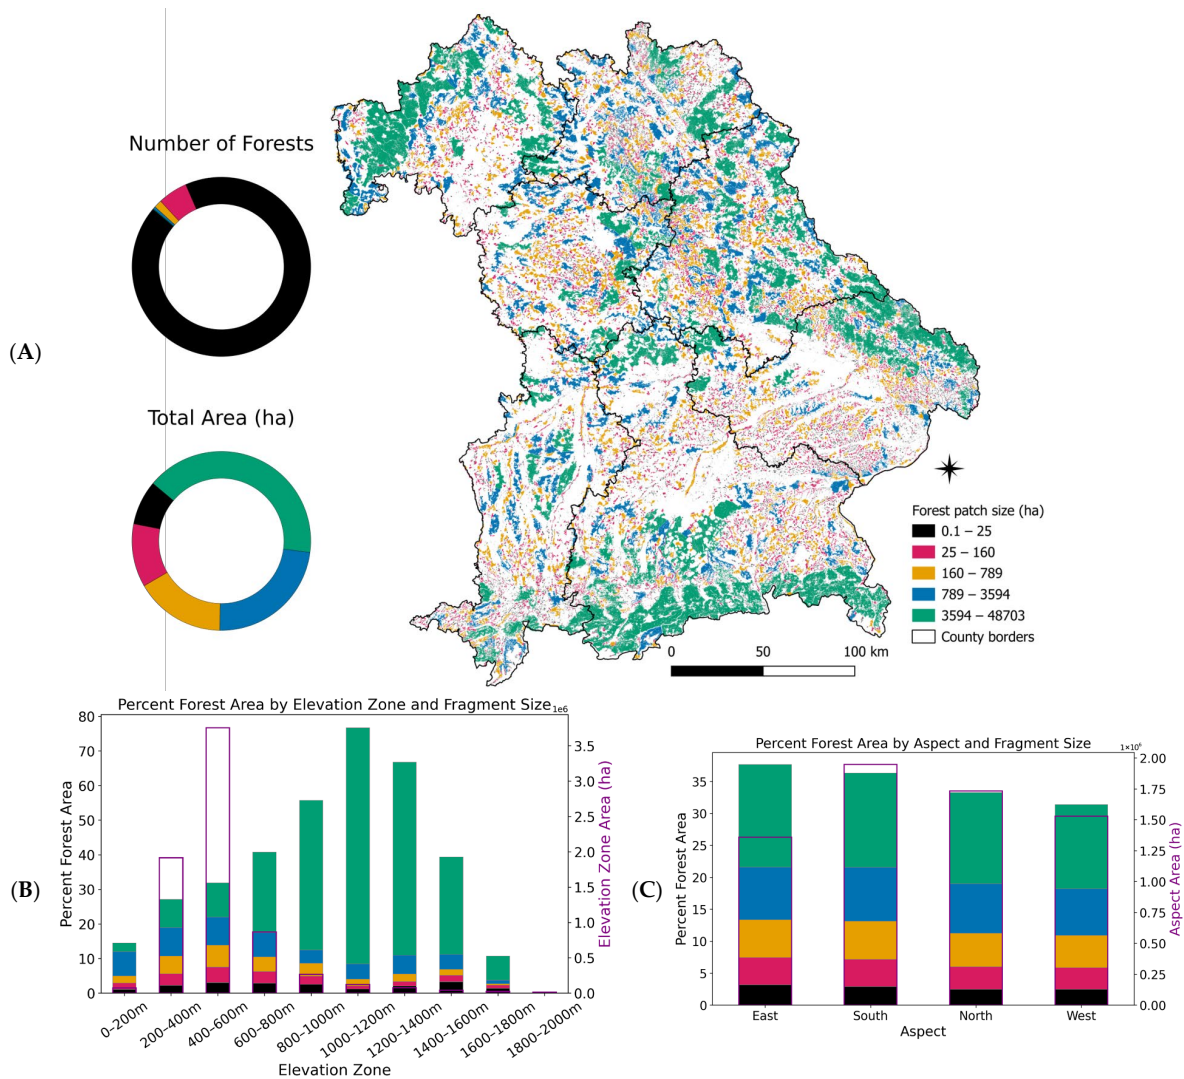 Number of Forests
(A)
Total Area (ha)
Forest patch size (ha)
0.1 – 25
25 – 160
160 – 789
789 – 3594
3594 – 48703
County borders
0 50 100 km
Percent Forest Area by Elevation Zone and Fragment Size
1e6
80
70
60
50
40
30
20
10
0
Percent Forest Area
3.5
3.0
2.5
2.0
1.5
1.0
0.5
0.0
Elevation Zone Area (ha)
0–200m
200–400m
400–600m
600–800m
800–1000m
1000–1200m
1200–1400m
1400–1600m
1600–1800m
1800–2000m
Elevation Zone
(B)
Percent Forest Area by Aspect and Fragment Size
1×10⁶
35
30
25
20
15
10
5
0
Percent Forest Area
2.00
1.75
1.50
1.25
1.00
0.75
0.50
0.25
0.00
Aspect Area (ha)
East South North West
Aspect
(C)